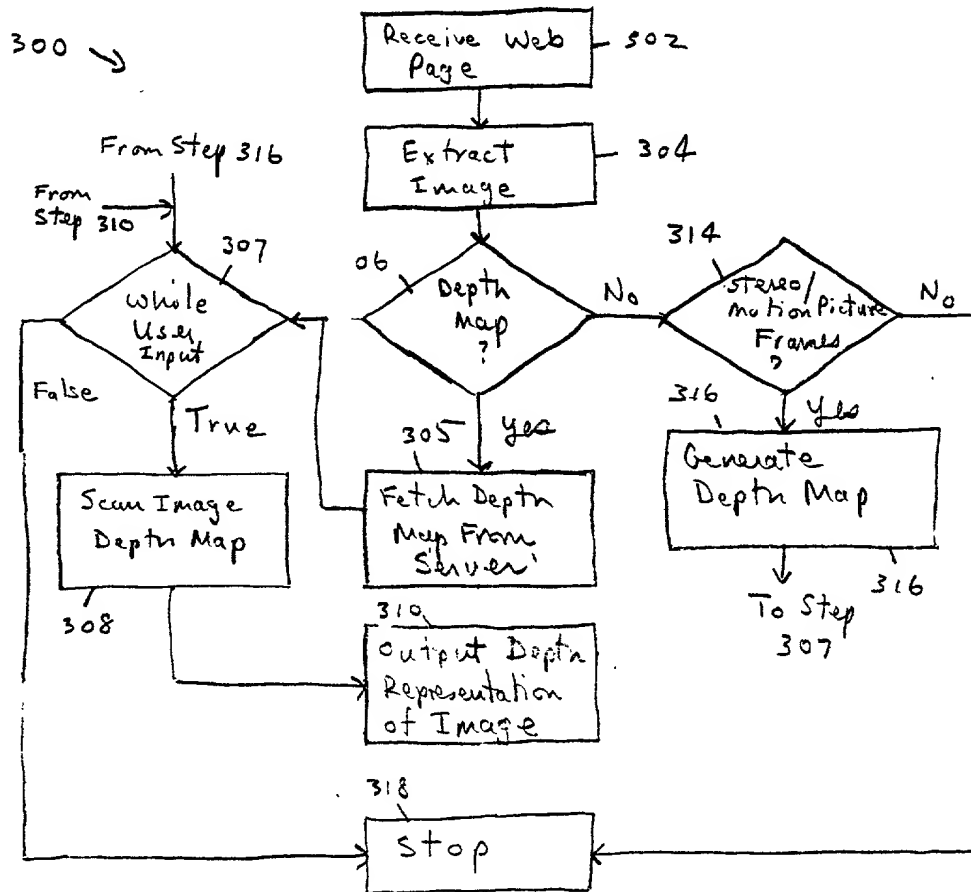 300
Receive Web
Page
302
Extract
Image
304
From Step 316
From
Step 310
307
Whole
User
Input
False
True
06
Depth
Map
?
No
Yes
314
Stereo/
Motion Picture
Frames
?
No
Yes
316
Generate
Depth Map
316
To Step
307
305
Fetch Depth
Map From
Server
Scan Image
Depth Map
308
310
Output Depth
Representation
of Image
318
Stop